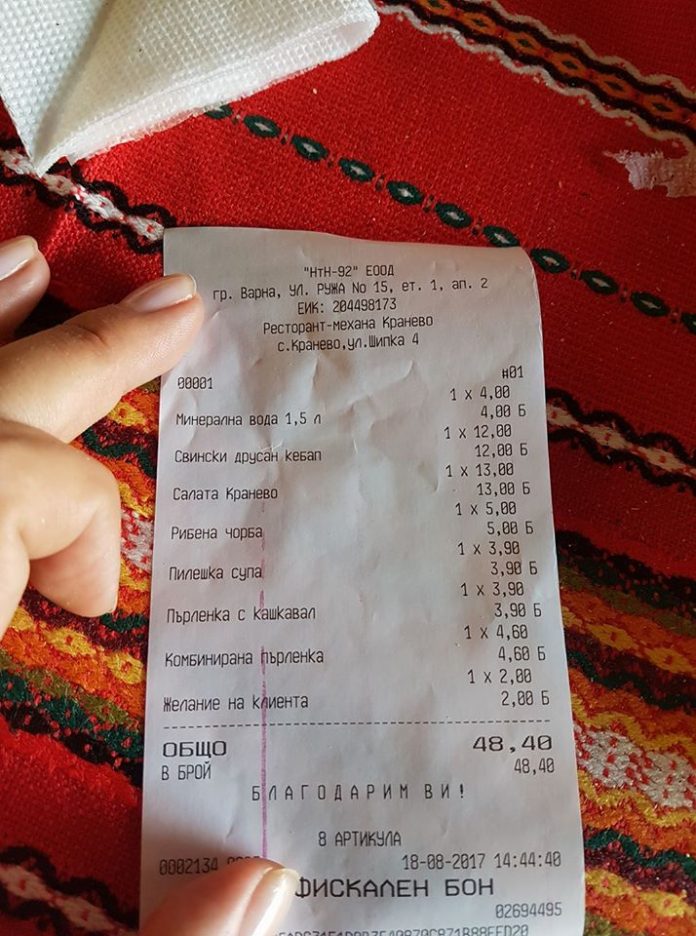 "НтН-92" ЕООД
гр. Варна, УЛ. РУЖА No 15, ет. 1, ап. 2
ЕИК: 204498173
Ресторант-механа Кранево
с.Кранево,ул.Шипка 4
00001 #01
1 x 4,00
Минерална вода 1,5 л 4,00 Б
1 x 12,00
Свински друсан кебап 12,00 Б
1 x 13,00
Салата Кранево 13,00 Б
1 x 5,00
Рибена чорба 5,00 Б
1 x 3,90
Пилешка супа 3,90 Б
1 x 3,90
Пърленка с кашкавал 3,90 Б
1 x 4,60
Комбинирана пърленка 4,60 Б
1 x 2,00
Желание на клиента 2,00 Б
ОБЩО 48,40
В БРОЙ 48,40
БЛАГОДАРИМ ВИ!
8 АРТИКУЛА
0002134 18-08-2017 14:44:40
ФИСКАЛЕН БОН
02694495